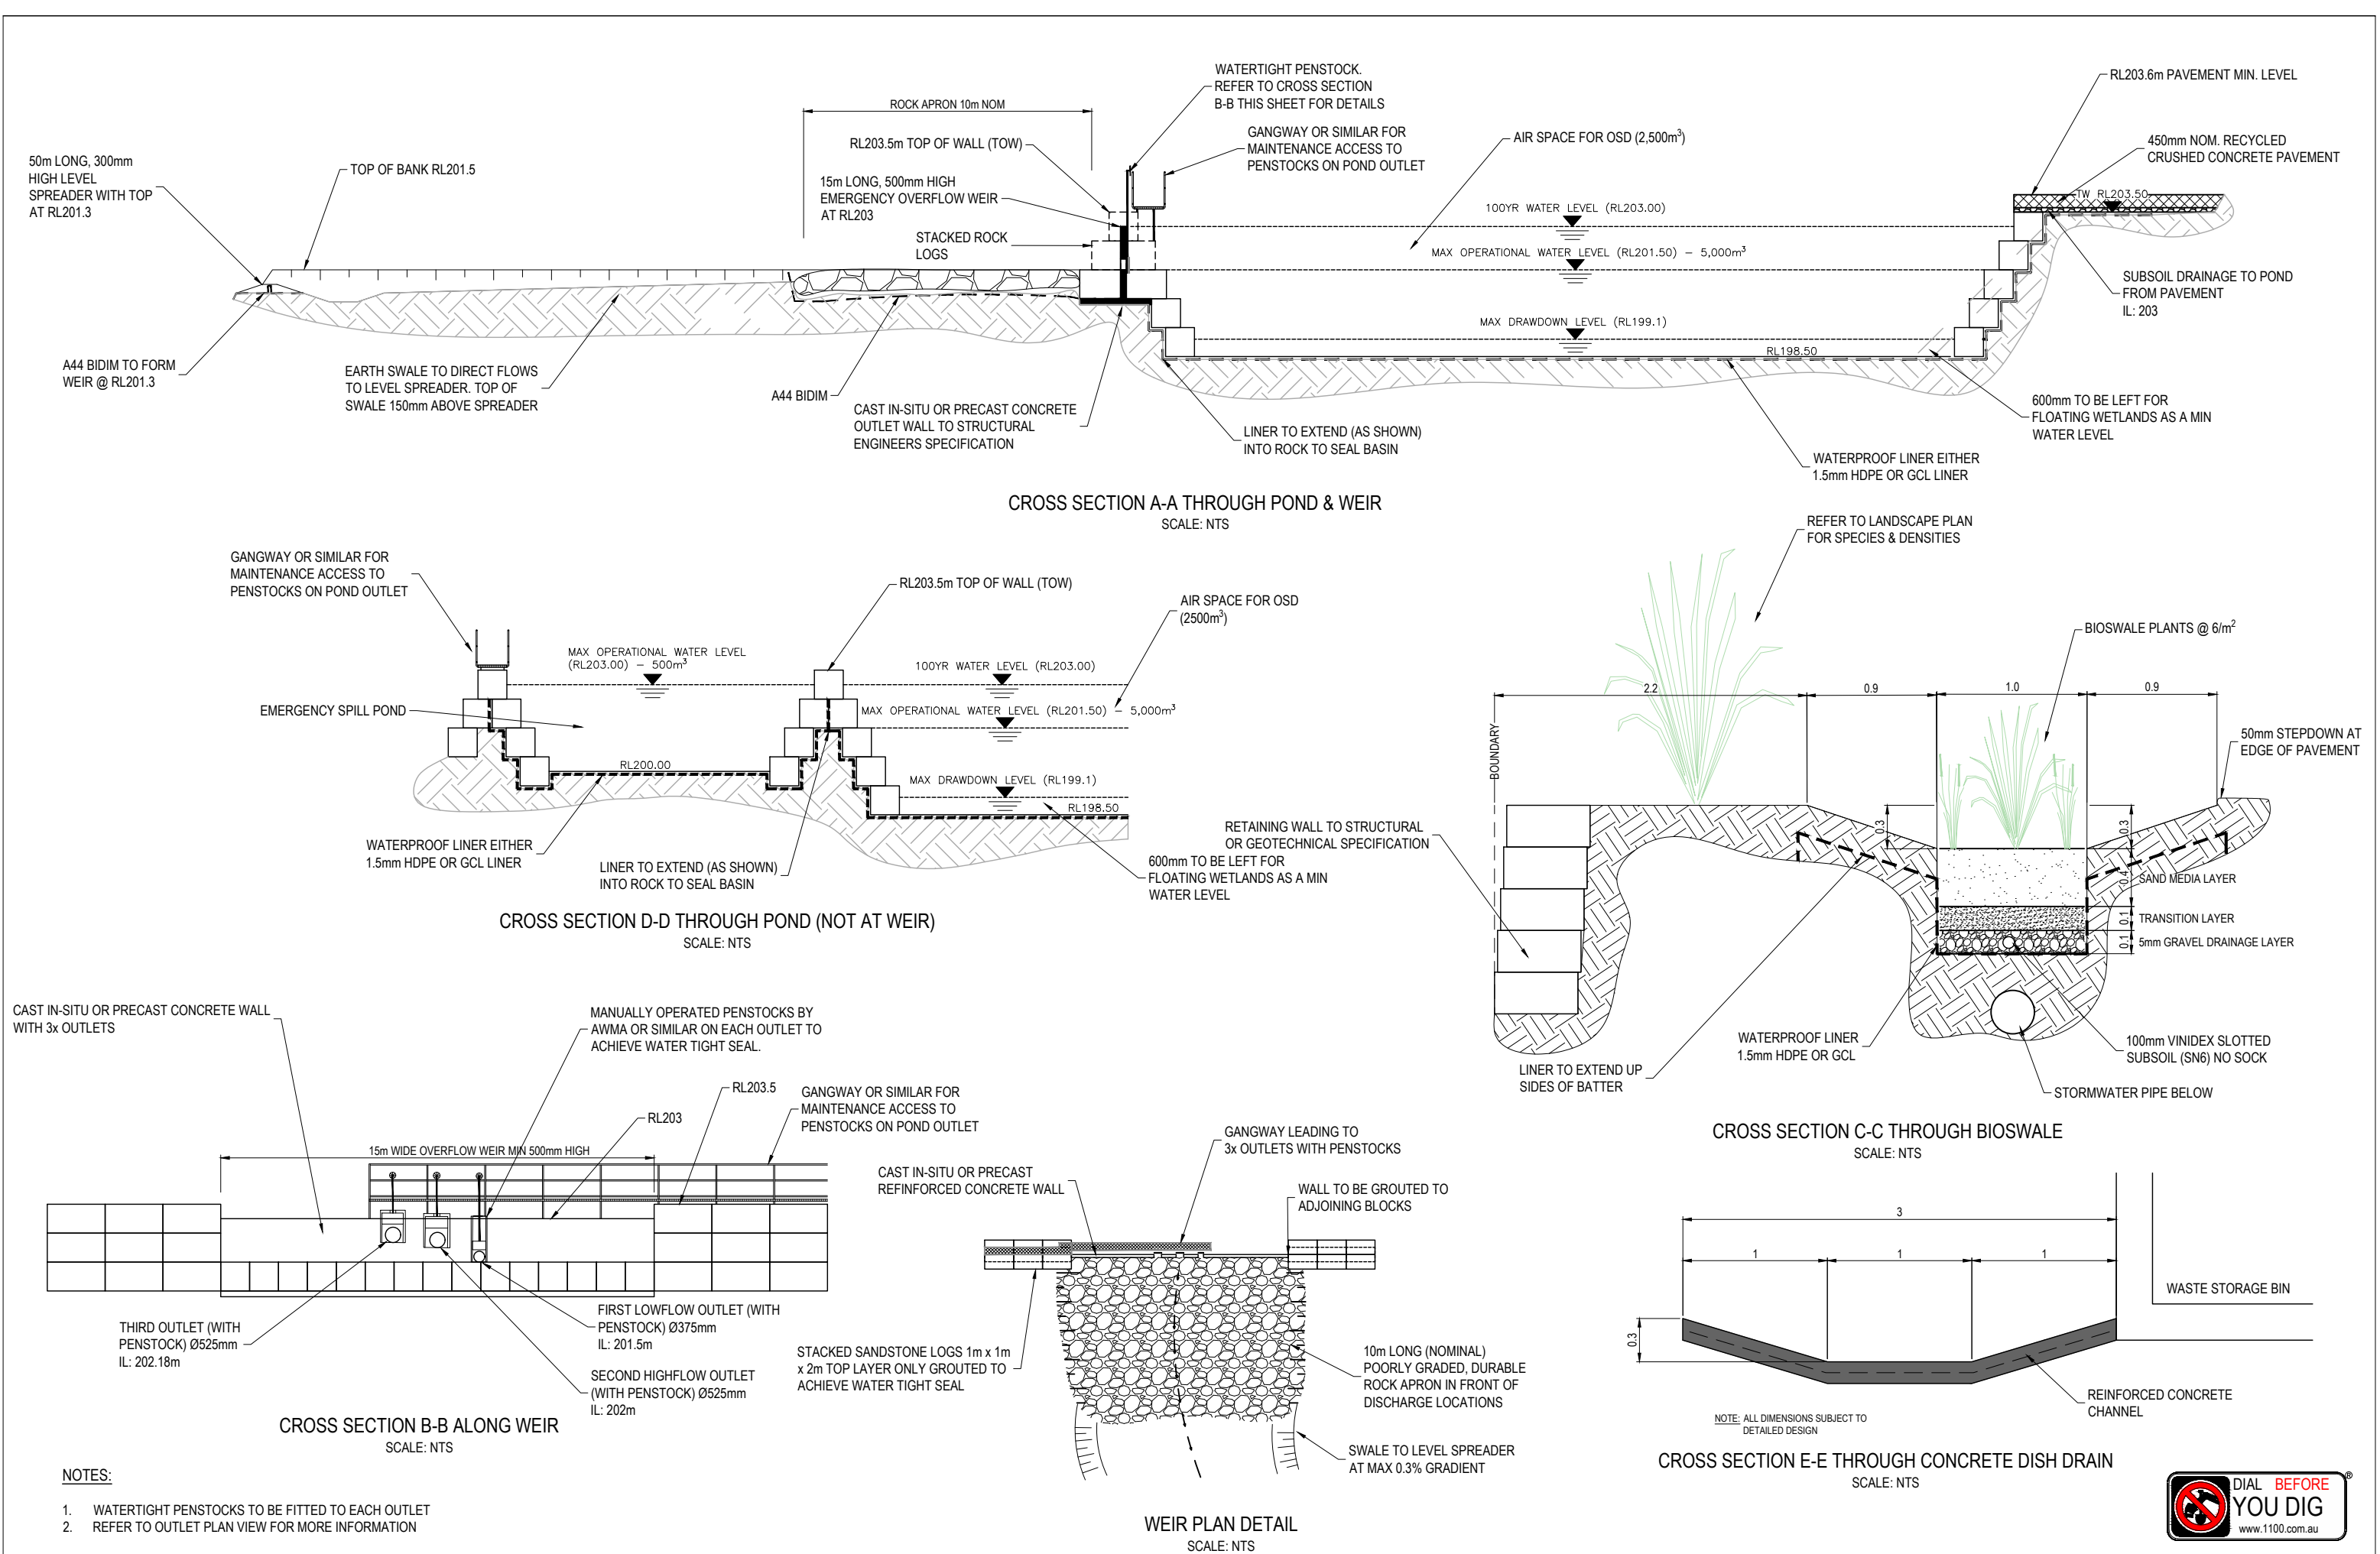 50m LONG, 300mm
HIGH LEVEL
SPREADER WITH TOP
AT RL201.3
TOP OF BANK RL201.5
ROCK APRON 10m NOM
RL203.5m TOP OF WALL (TOW)
15m LONG, 500mm HIGH
EMERGENCY OVERFLOW WEIR
AT RL203
STACKED ROCK
LOGS
WATERTIGHT PENSTOCK.
REFER TO CROSS SECTION
B-B THIS SHEET FOR DETAILS
GANGWAY OR SIMILAR FOR
MAINTENANCE ACCESS TO
PENSTOCKS ON POND OUTLET
AIR SPACE FOR OSD (2,500m³)
100YR WATER LEVEL (RL203.00)
MAX OPERATIONAL WATER LEVEL (RL201.50) – 5,000m³
MAX DRAWDOWN LEVEL (RL199.1)
RL198.50
RL203.6m PAVEMENT MIN. LEVEL
450mm NOM. RECYCLED
CRUSHED CONCRETE PAVEMENT
TW RL203.50
SUBSOIL DRAINAGE TO POND
FROM PAVEMENT
IL: 203
600mm TO BE LEFT FOR
FLOATING WETLANDS AS A MIN
WATER LEVEL
A44 BIDIM TO FORM
WEIR @ RL201.3
EARTH SWALE TO DIRECT FLOWS
TO LEVEL SPREADER. TOP OF
SWALE 150mm ABOVE SPREADER
A44 BIDIM
CAST IN-SITU OR PRECAST CONCRETE
OUTLET WALL TO STRUCTURAL
ENGINEERS SPECIFICATION
LINER TO EXTEND (AS SHOWN)
INTO ROCK TO SEAL BASIN
WATERPROOF LINER EITHER
1.5mm HDPE OR GCL LINER
CROSS SECTION A-A THROUGH POND & WEIR
SCALE: NTS
GANGWAY OR SIMILAR FOR
MAINTENANCE ACCESS TO
PENSTOCKS ON POND OUTLET
MAX OPERATIONAL WATER LEVEL
(RL203.00) – 500m³
RL203.5m TOP OF WALL (TOW)
AIR SPACE FOR OSD
(2500m³)
100YR WATER LEVEL (RL203.00)
EMERGENCY SPILL POND
MAX OPERATIONAL WATER LEVEL (RL201.50) – 5,000m³
RL200.00
MAX DRAWDOWN LEVEL (RL199.1)
RL198.50
WATERPROOF LINER EITHER
1.5mm HDPE OR GCL LINER
LINER TO EXTEND (AS SHOWN)
INTO ROCK TO SEAL BASIN
600mm TO BE LEFT FOR
FLOATING WETLANDS AS A MIN
WATER LEVEL
CROSS SECTION D-D THROUGH POND (NOT AT WEIR)
SCALE: NTS
REFER TO LANDSCAPE PLAN
FOR SPECIES & DENSITIES
BIOSWALE PLANTS @ 6/m²
2.2
0.9
1.0
0.9
BOUNDARY
50mm STEPDOWN AT
EDGE OF PAVEMENT
0.3
0.3
RETAINING WALL TO STRUCTURAL
OR GEOTECHNICAL SPECIFICATION
0.4
SAND MEDIA LAYER
0.1
TRANSITION LAYER
0.1
5mm GRAVEL DRAINAGE LAYER
WATERPROOF LINER
1.5mm HDPE OR GCL
LINER TO EXTEND UP
SIDES OF BATTER
100mm VINIDEX SLOTTED
SUBSOIL (SN6) NO SOCK
STORMWATER PIPE BELOW
CROSS SECTION C-C THROUGH BIOSWALE
SCALE: NTS
CAST IN-SITU OR PRECAST CONCRETE WALL
WITH 3x OUTLETS
MANUALLY OPERATED PENSTOCKS BY
AWMA OR SIMILAR ON EACH OUTLET TO
ACHIEVE WATER TIGHT SEAL.
RL203.5
RL203
GANGWAY OR SIMILAR FOR
MAINTENANCE ACCESS TO
PENSTOCKS ON POND OUTLET
15m WIDE OVERFLOW WEIR MIN 500mm HIGH
THIRD OUTLET (WITH
PENSTOCK) Ø525mm
IL: 202.18m
FIRST LOWFLOW OUTLET (WITH
PENSTOCK) Ø375mm
IL: 201.5m
SECOND HIGHFLOW OUTLET
(WITH PENSTOCK) Ø525mm
IL: 202m
CROSS SECTION B-B ALONG WEIR
SCALE: NTS
NOTES:
1. WATERTIGHT PENSTOCKS TO BE FITTED TO EACH OUTLET
2. REFER TO OUTLET PLAN VIEW FOR MORE INFORMATION
GANGWAY LEADING TO
3x OUTLETS WITH PENSTOCKS
CAST IN-SITU OR PRECAST
REFINFORCED CONCRETE WALL
WALL TO BE GROUTED TO
ADJOINING BLOCKS
STACKED SANDSTONE LOGS 1m x 1m
x 2m TOP LAYER ONLY GROUTED TO
ACHIEVE WATER TIGHT SEAL
10m LONG (NOMINAL)
POORLY GRADED, DURABLE
ROCK APRON IN FRONT OF
DISCHARGE LOCATIONS
SWALE TO LEVEL SPREADER
AT MAX 0.3% GRADIENT
WEIR PLAN DETAIL
SCALE: NTS
3
1
1
1
0.3
WASTE STORAGE BIN
REINFORCED CONCRETE
CHANNEL
NOTE: ALL DIMENSIONS SUBJECT TO
DETAILED DESIGN
CROSS SECTION E-E THROUGH CONCRETE DISH DRAIN
SCALE: NTS
DIAL BEFORE
YOU DIG
www.1100.com.au
®